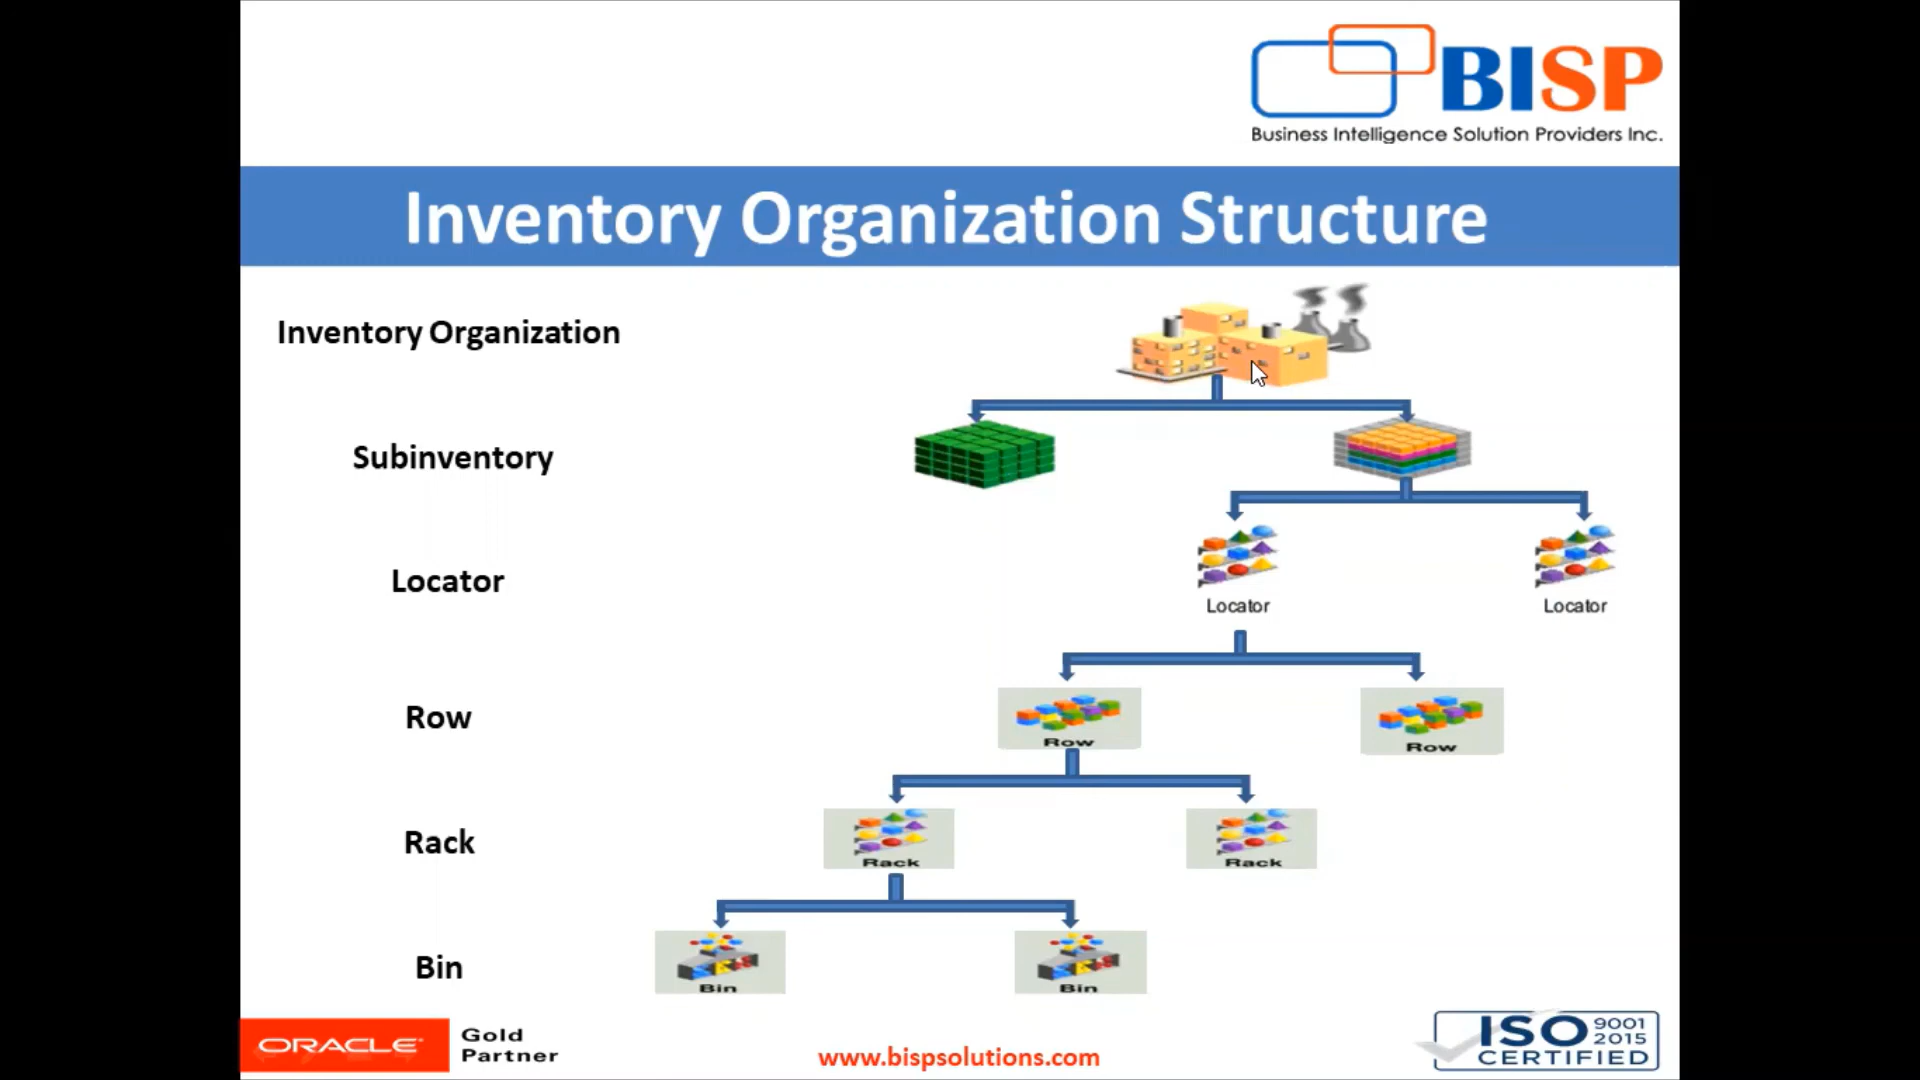 BISP
Business Intelligence Solution Providers Inc.
Inventory Organization Structure
Inventory Organization
Subinventory
Locator
Locator
Locator
Row
Row
Row
Rack
Rack
Rack
Bin
Bin
Bin
ORACLE
Gold
Partner
www.bispsolutions.com
ISO 9001
2015
CERTIFIED